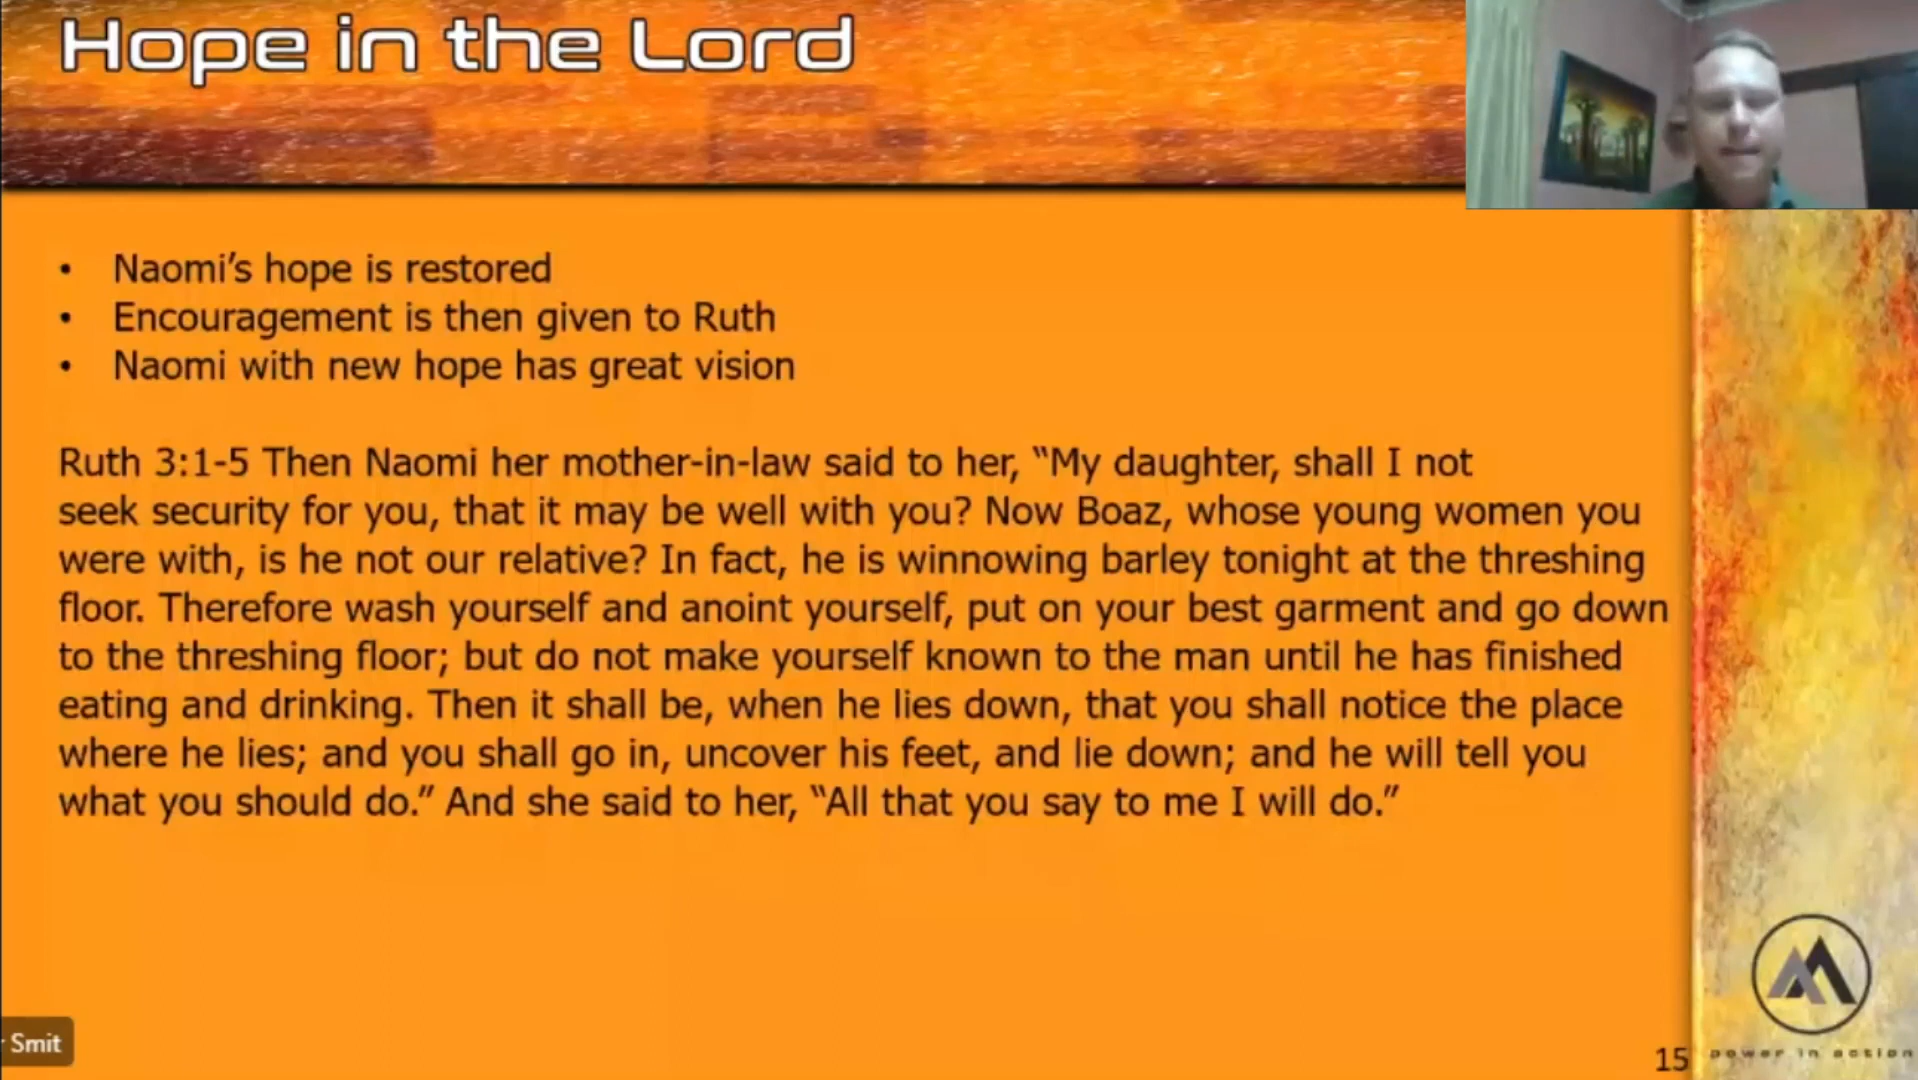 Hope in the Lord
• Naomi’s hope is restored
• Encouragement is then given to Ruth
• Naomi with new hope has great vision
Ruth 3:1-5 Then Naomi her mother-in-law said to her, “My daughter, shall I not
seek security for you, that it may be well with you? Now Boaz, whose young women you
were with, is he not our relative? In fact, he is winnowing barley tonight at the threshing
floor. Therefore wash yourself and anoint yourself, put on your best garment and go down
to the threshing floor; but do not make yourself known to the man until he has finished
eating and drinking. Then it shall be, when he lies down, that you shall notice the place
where he lies; and you shall go in, uncover his feet, and lie down; and he will tell you
what you should do.” And she said to her, “All that you say to me I will do.”
Smit
15
power in action